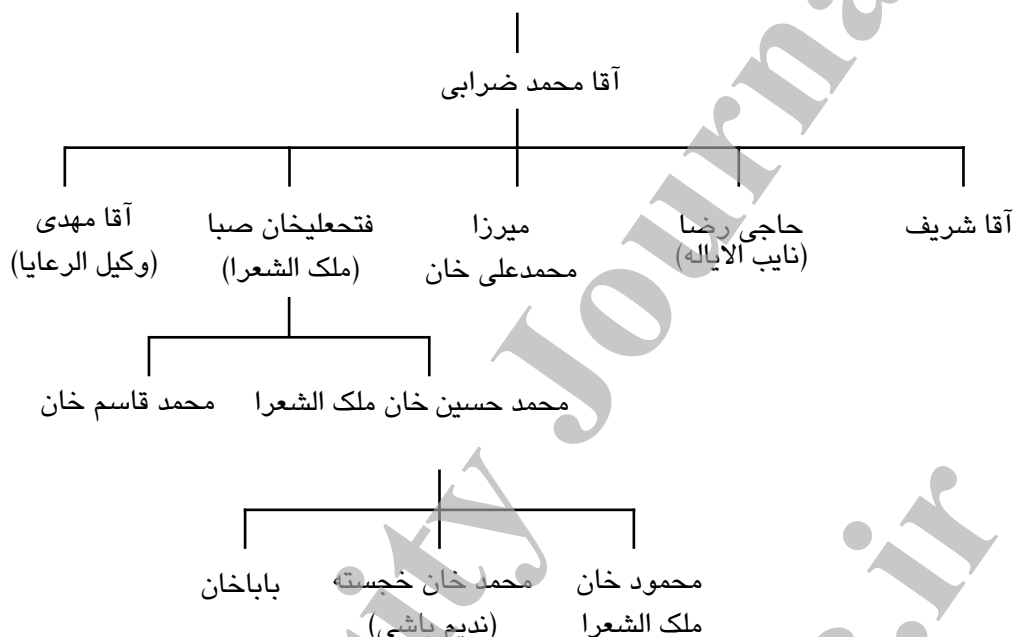 آقا محمد ضرابی
آقا شریف
حاجی رضا
(نایب الایاله)
میرزا
محمدعلی خان
فتحعلیخان صبا
(ملک الشعرا)
آقا مهدی
(وکیل الرعایا)
محمد حسین خان ملک الشعرا
محمد قاسم خان
محمود خان
ملک الشعرا
محمد خان خجسته
(ندیم باشی)
باباخان